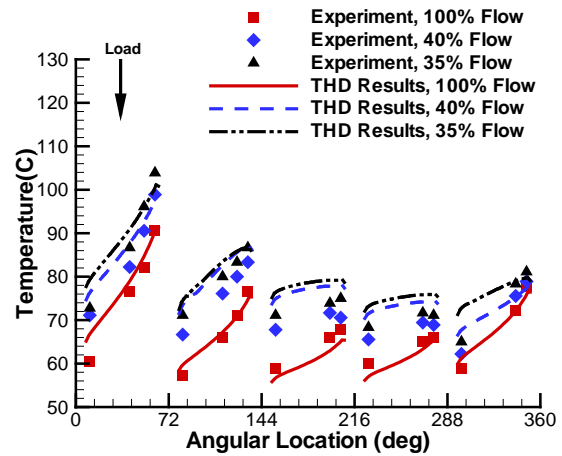 Experiment, 100% Flow
Experiment, 40% Flow
Experiment, 35% Flow
THD Results, 100% Flow
THD Results, 40% Flow
THD Results, 35% Flow
Load
Temperature(C)
130
120
110
100
90
80
70
60
50
0 72 144 216 288 360
Angular Location (deg)